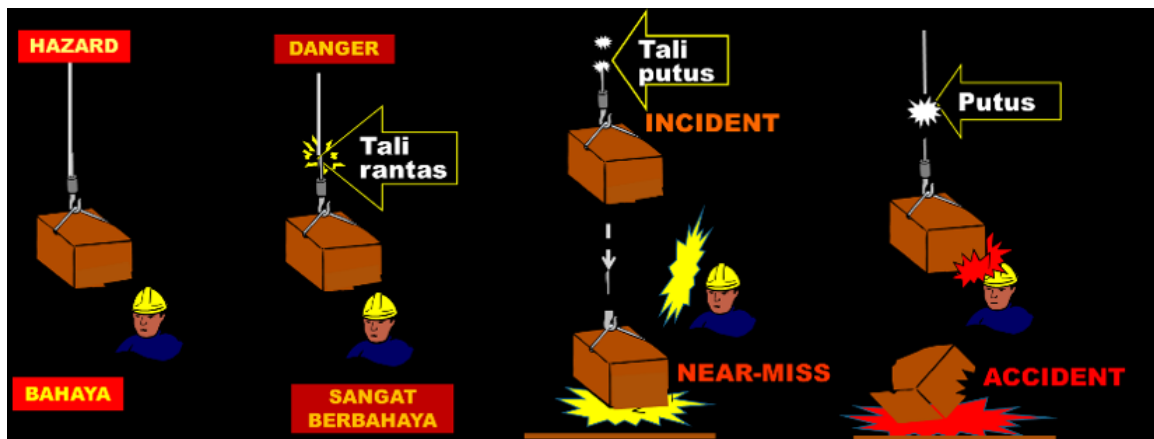 HAZARD
BAHAYA
DANGER
Tali
rantas
SANGAT
BERBAHAYA
Tali
putus
INCIDENT
NEAR-MISS
Putus
ACCIDENT